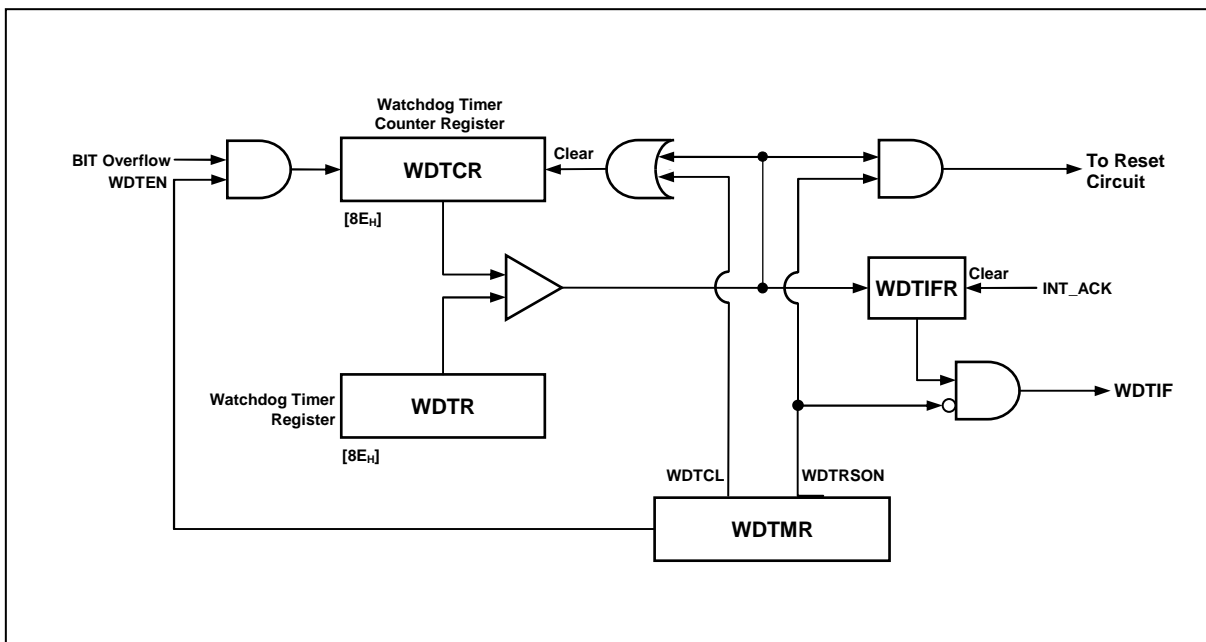 Watchdog Timer
Counter Register
BIT Overflow
WDTEN
WDTCR
Clear
To Reset
Circuit
[8EH]
WDTIFR
Clear
INT_ACK
Watchdog Timer
Register
WDTR
WDTIF
[8EH]
WDTCL
WDTRSON
WDTMR